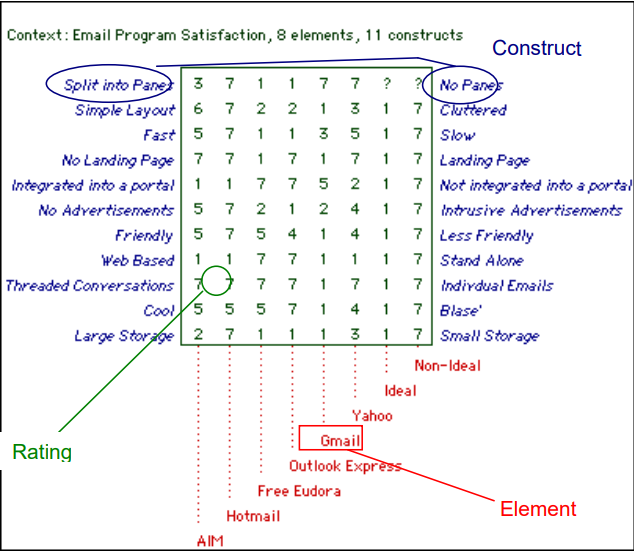 Context: Email Program Satisfaction, 8 elements, 11 constructs
Construct
Split into Panes 3 7 1 1 7 7 ? ? No Panes
Simple Layout 6 7 2 2 1 3 1 7 Cluttered
Fast 5 7 1 1 3 5 1 7 Slow
No Landing Page 7 7 1 7 1 7 1 7 Landing Page
Integrated into a portal 1 1 7 7 5 2 1 7 Not integrated into a portal
No Advertisements 5 7 2 1 2 4 1 7 Intrusive Advertisements
Friendly 5 7 5 4 1 4 1 7 Less Friendly
Web Based 1 1 7 7 1 1 1 7 Stand Alone
Threaded Conversations 7 7 7 7 1 7 1 7 Indivdual Emails
Cool 5 5 5 7 1 4 1 7 Blase'
Large Storage 2 7 1 1 1 3 1 7 Small Storage
Non-Ideal
Ideal
Yahoo
Gmail
Rating
Outlook Express
Free Eudora
Element
Hotmail
AIM